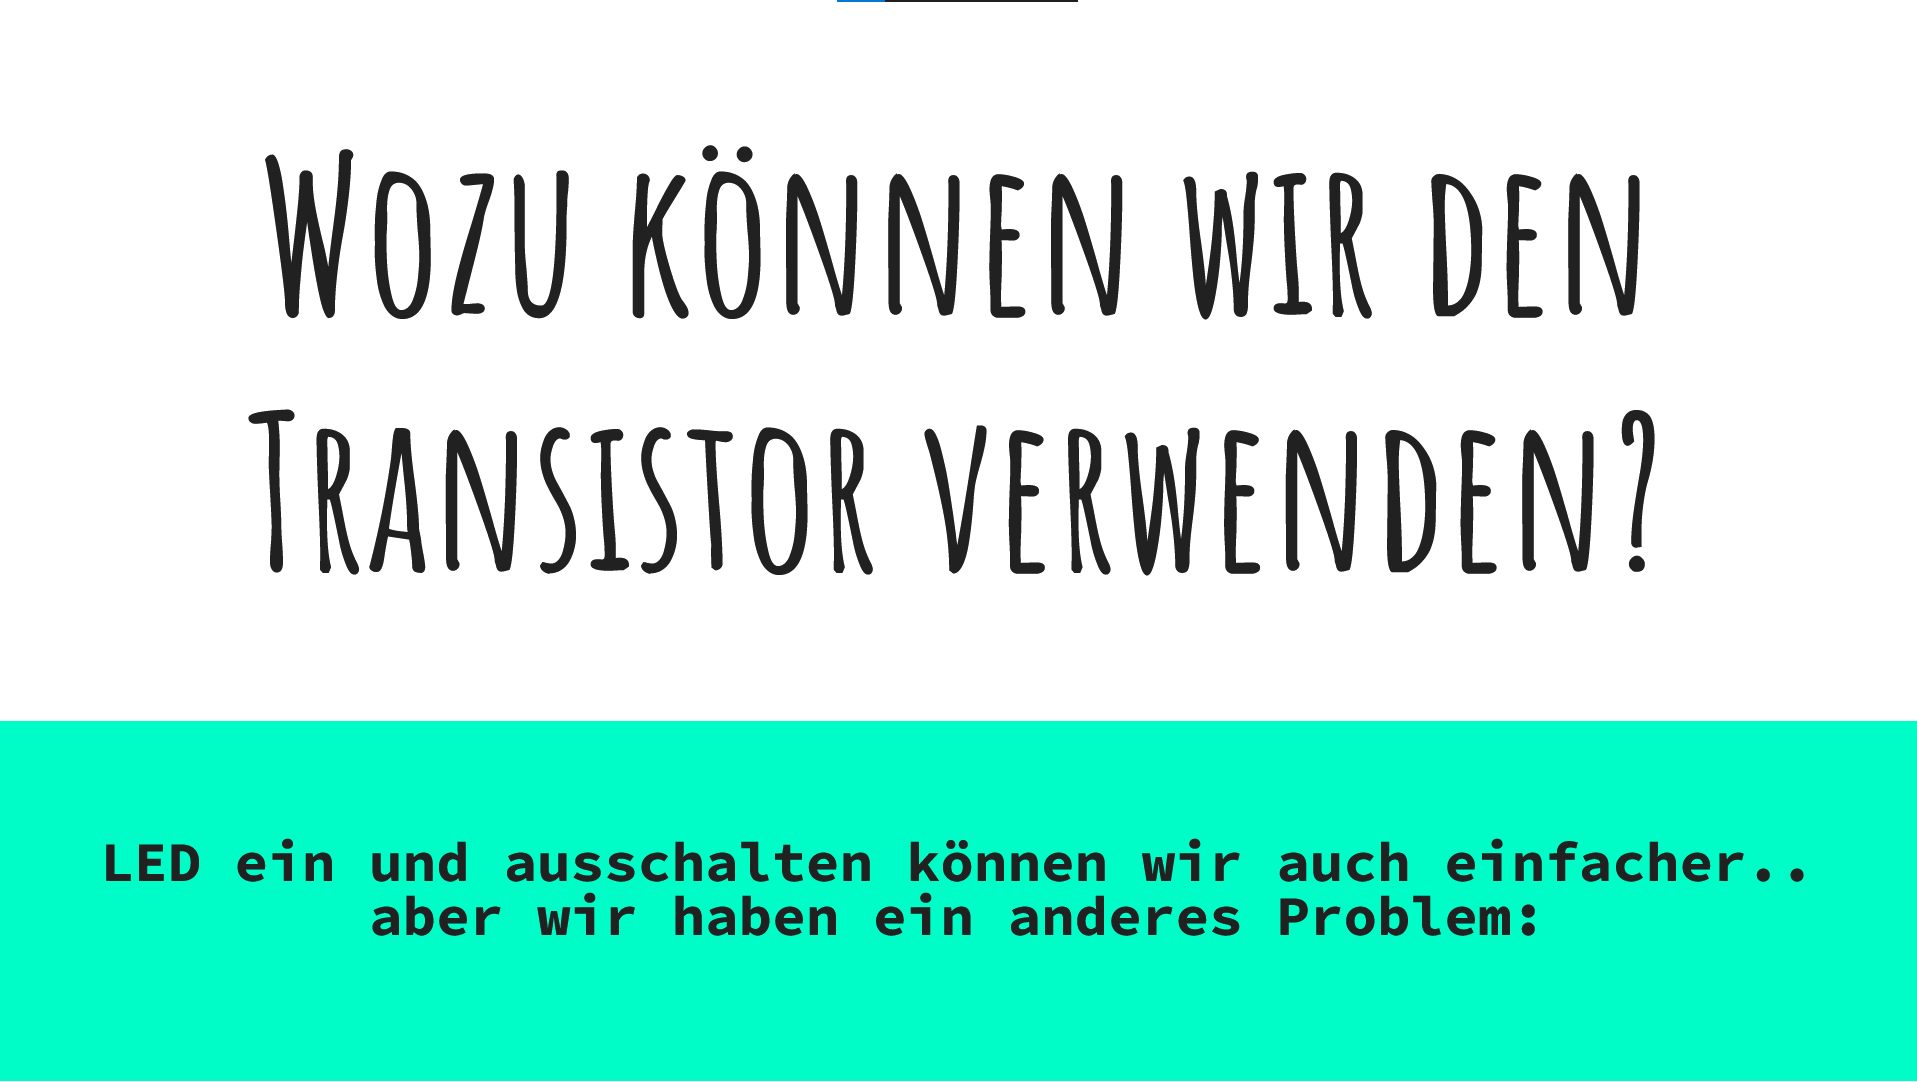 Wozu können wir den
Transistor verwenden?
LED ein und ausschalten können wir auch einfacher..
aber wir haben ein anderes Problem: